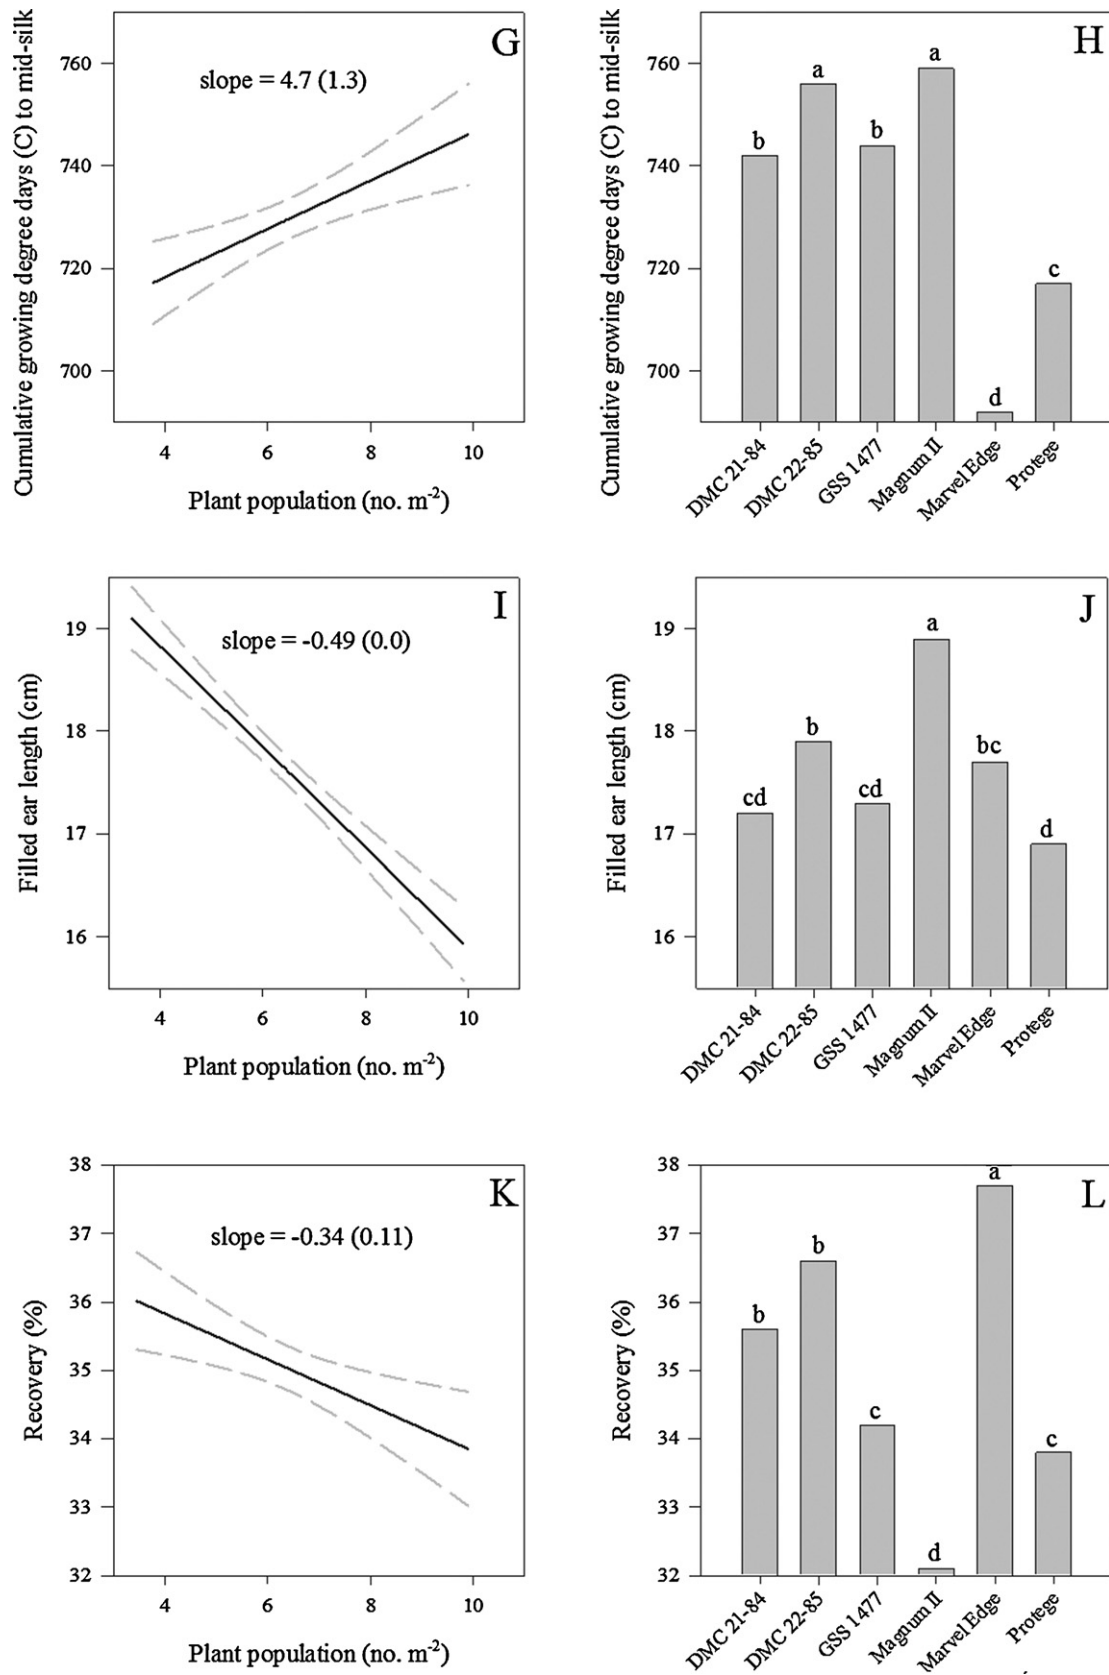 G
slope = 4.7 (1.3)
Cumulative growing degree days (C) to mid-silk
760
740
720
700
4 6 8 10
Plant population (no. m-2)
H
Cumulative growing degree days (C) to mid-silk
760
740
720
700
b a b a d c
DMC 21-84
DMC 22-85
GSS 1477
Magnum II
Marvel Edge
Protege
I
slope = -0.49 (0.0)
Filled ear length (cm)
19
18
17
16
4 6 8 10
Plant population (no. m-2)
J
Filled ear length (cm)
19
18
17
16
cd b cd a bc d
DMC 21-84
DMC 22-85
GSS 1477
Magnum II
Marvel Edge
Protege
K
slope = -0.34 (0.11)
Recovery (%)
38
37
36
35
34
33
32
4 6 8 10
Plant population (no. m-2)
L
Recovery (%)
38
37
36
35
34
33
32
b b c d a c
DMC 21-84
DMC 22-85
GSS 1477
Magnum II
Marvel Edge
Protege